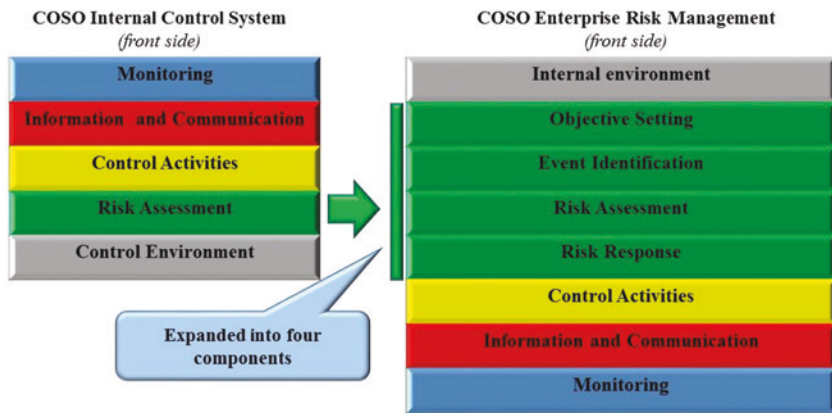 COSO Internal Control System
(front side)
Monitoring
Information and Communication
Control Activities
Risk Assessment
Control Environment
Expanded into four
components
COSO Enterprise Risk Management
(front side)
Internal environment
Objective Setting
Event Identification
Risk Assessment
Risk Response
Control Activities
Information and Communication
Monitoring